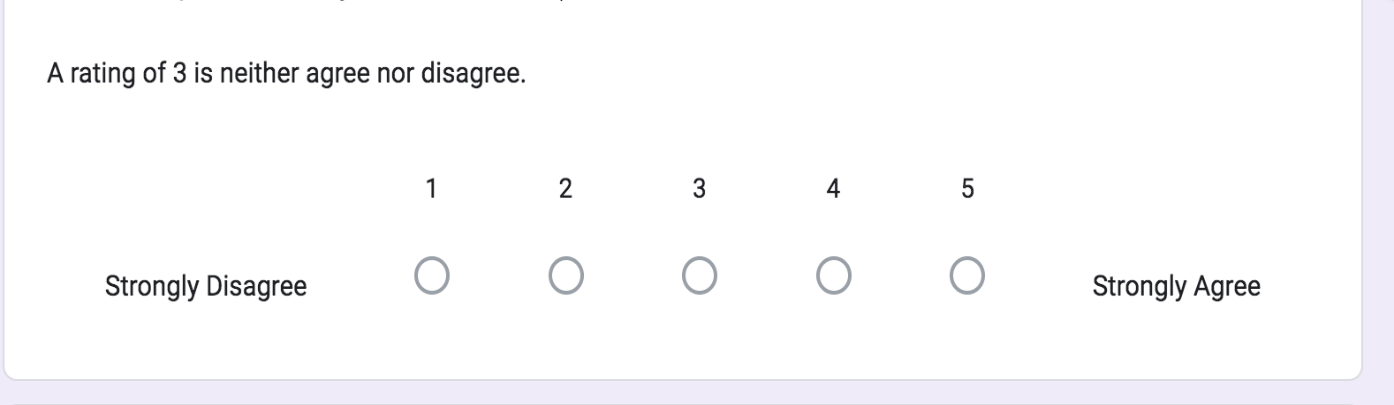 A rating of 3 is neither agree nor disagree.
1 2 3 4 5
Strongly Disagree Strongly Agree